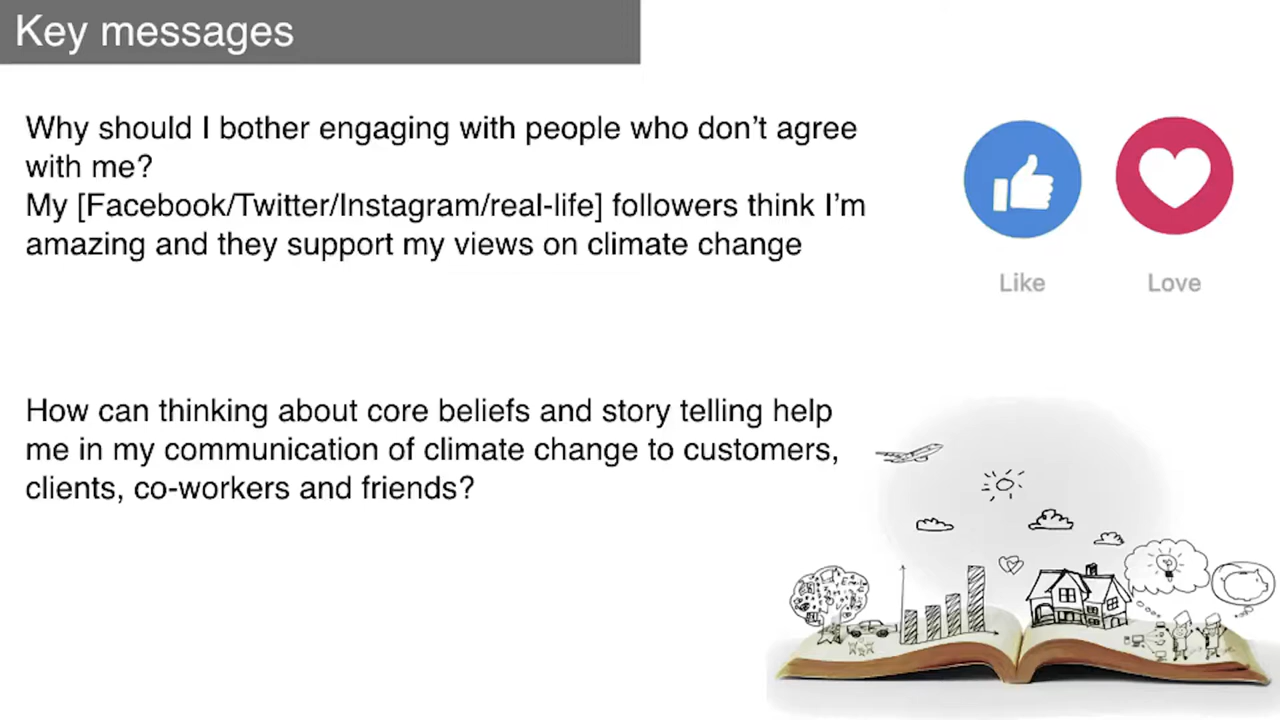 Key messages
Why should I bother engaging with people who don’t agree
with me?
My [Facebook/Twitter/Instagram/real-life] followers think I’m
amazing and they support my views on climate change
Like
Love
How can thinking about core beliefs and story telling help
me in my communication of climate change to customers,
clients, co-workers and friends?